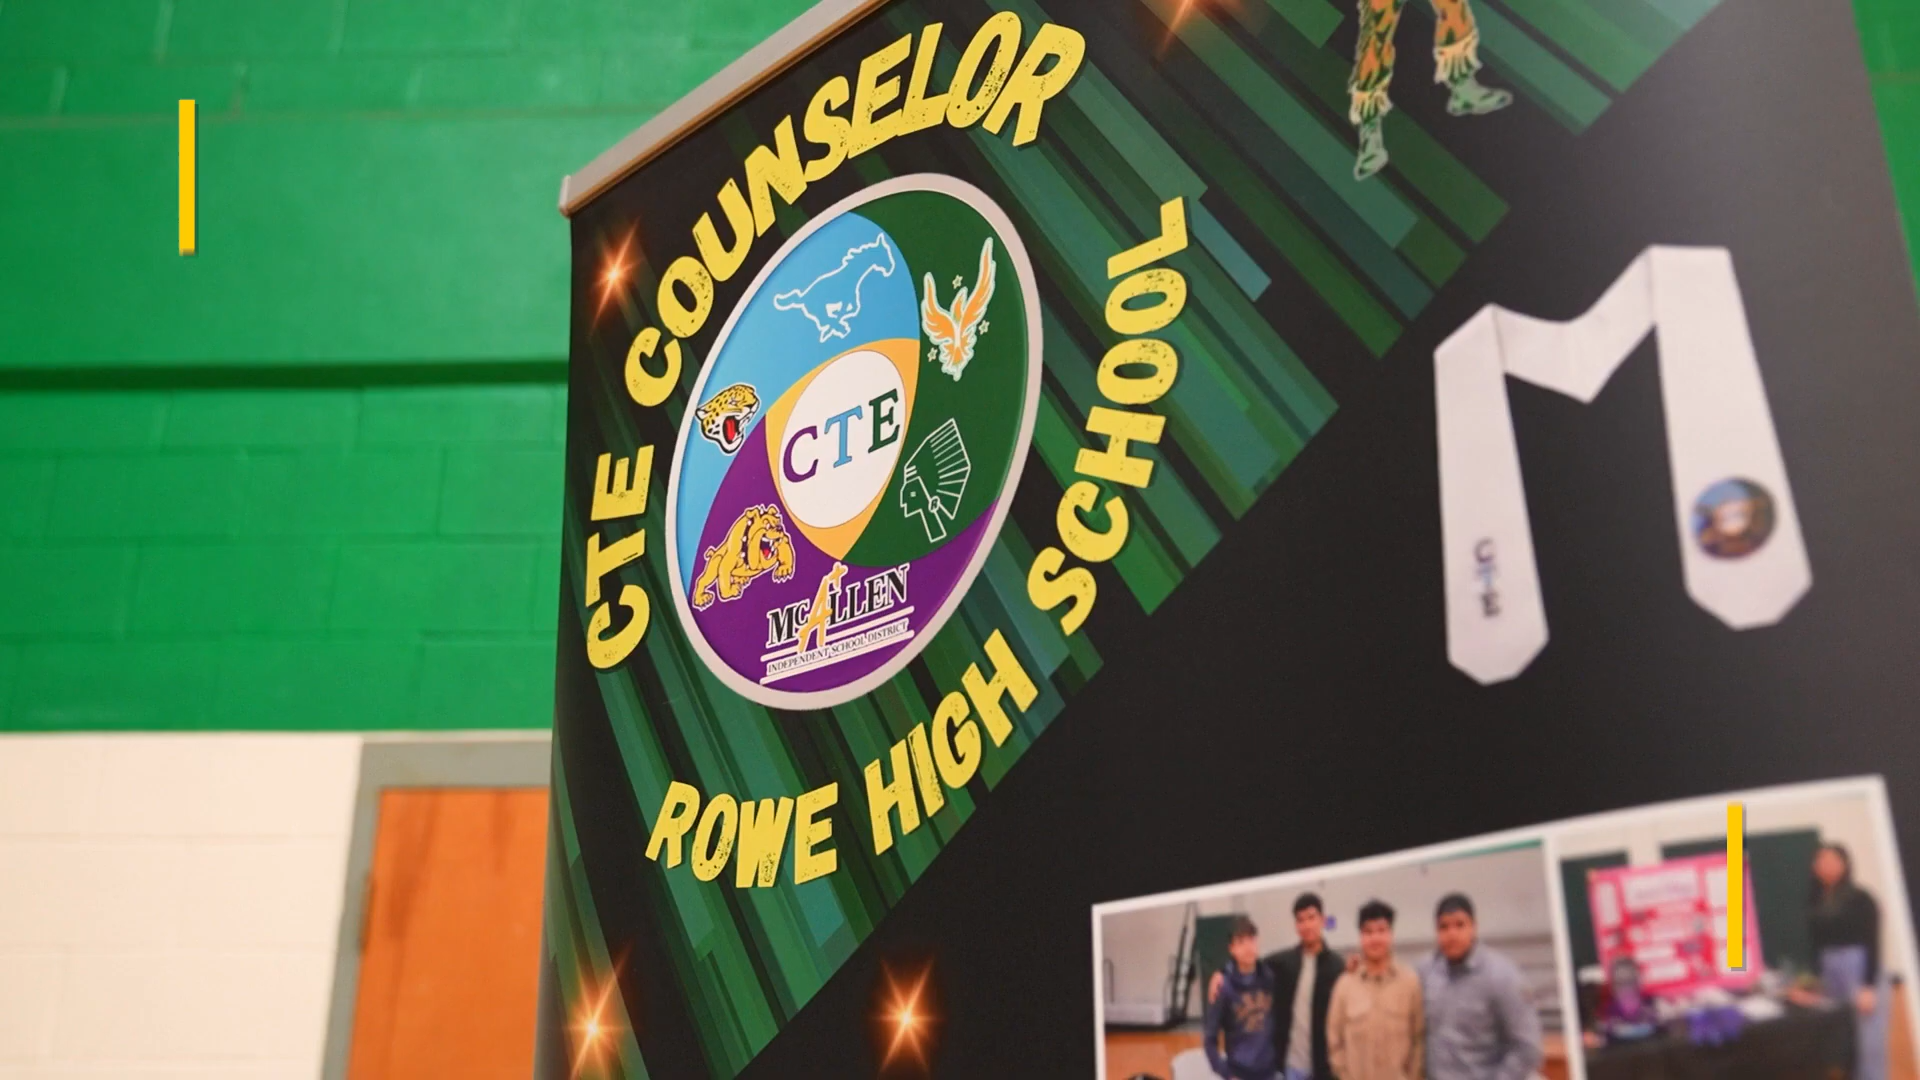 CTE COUNSELOR
CTE
McALLEN
INDEPENDENT SCHOOL DISTRICT
ROWE HIGH SCHOOL
CTE